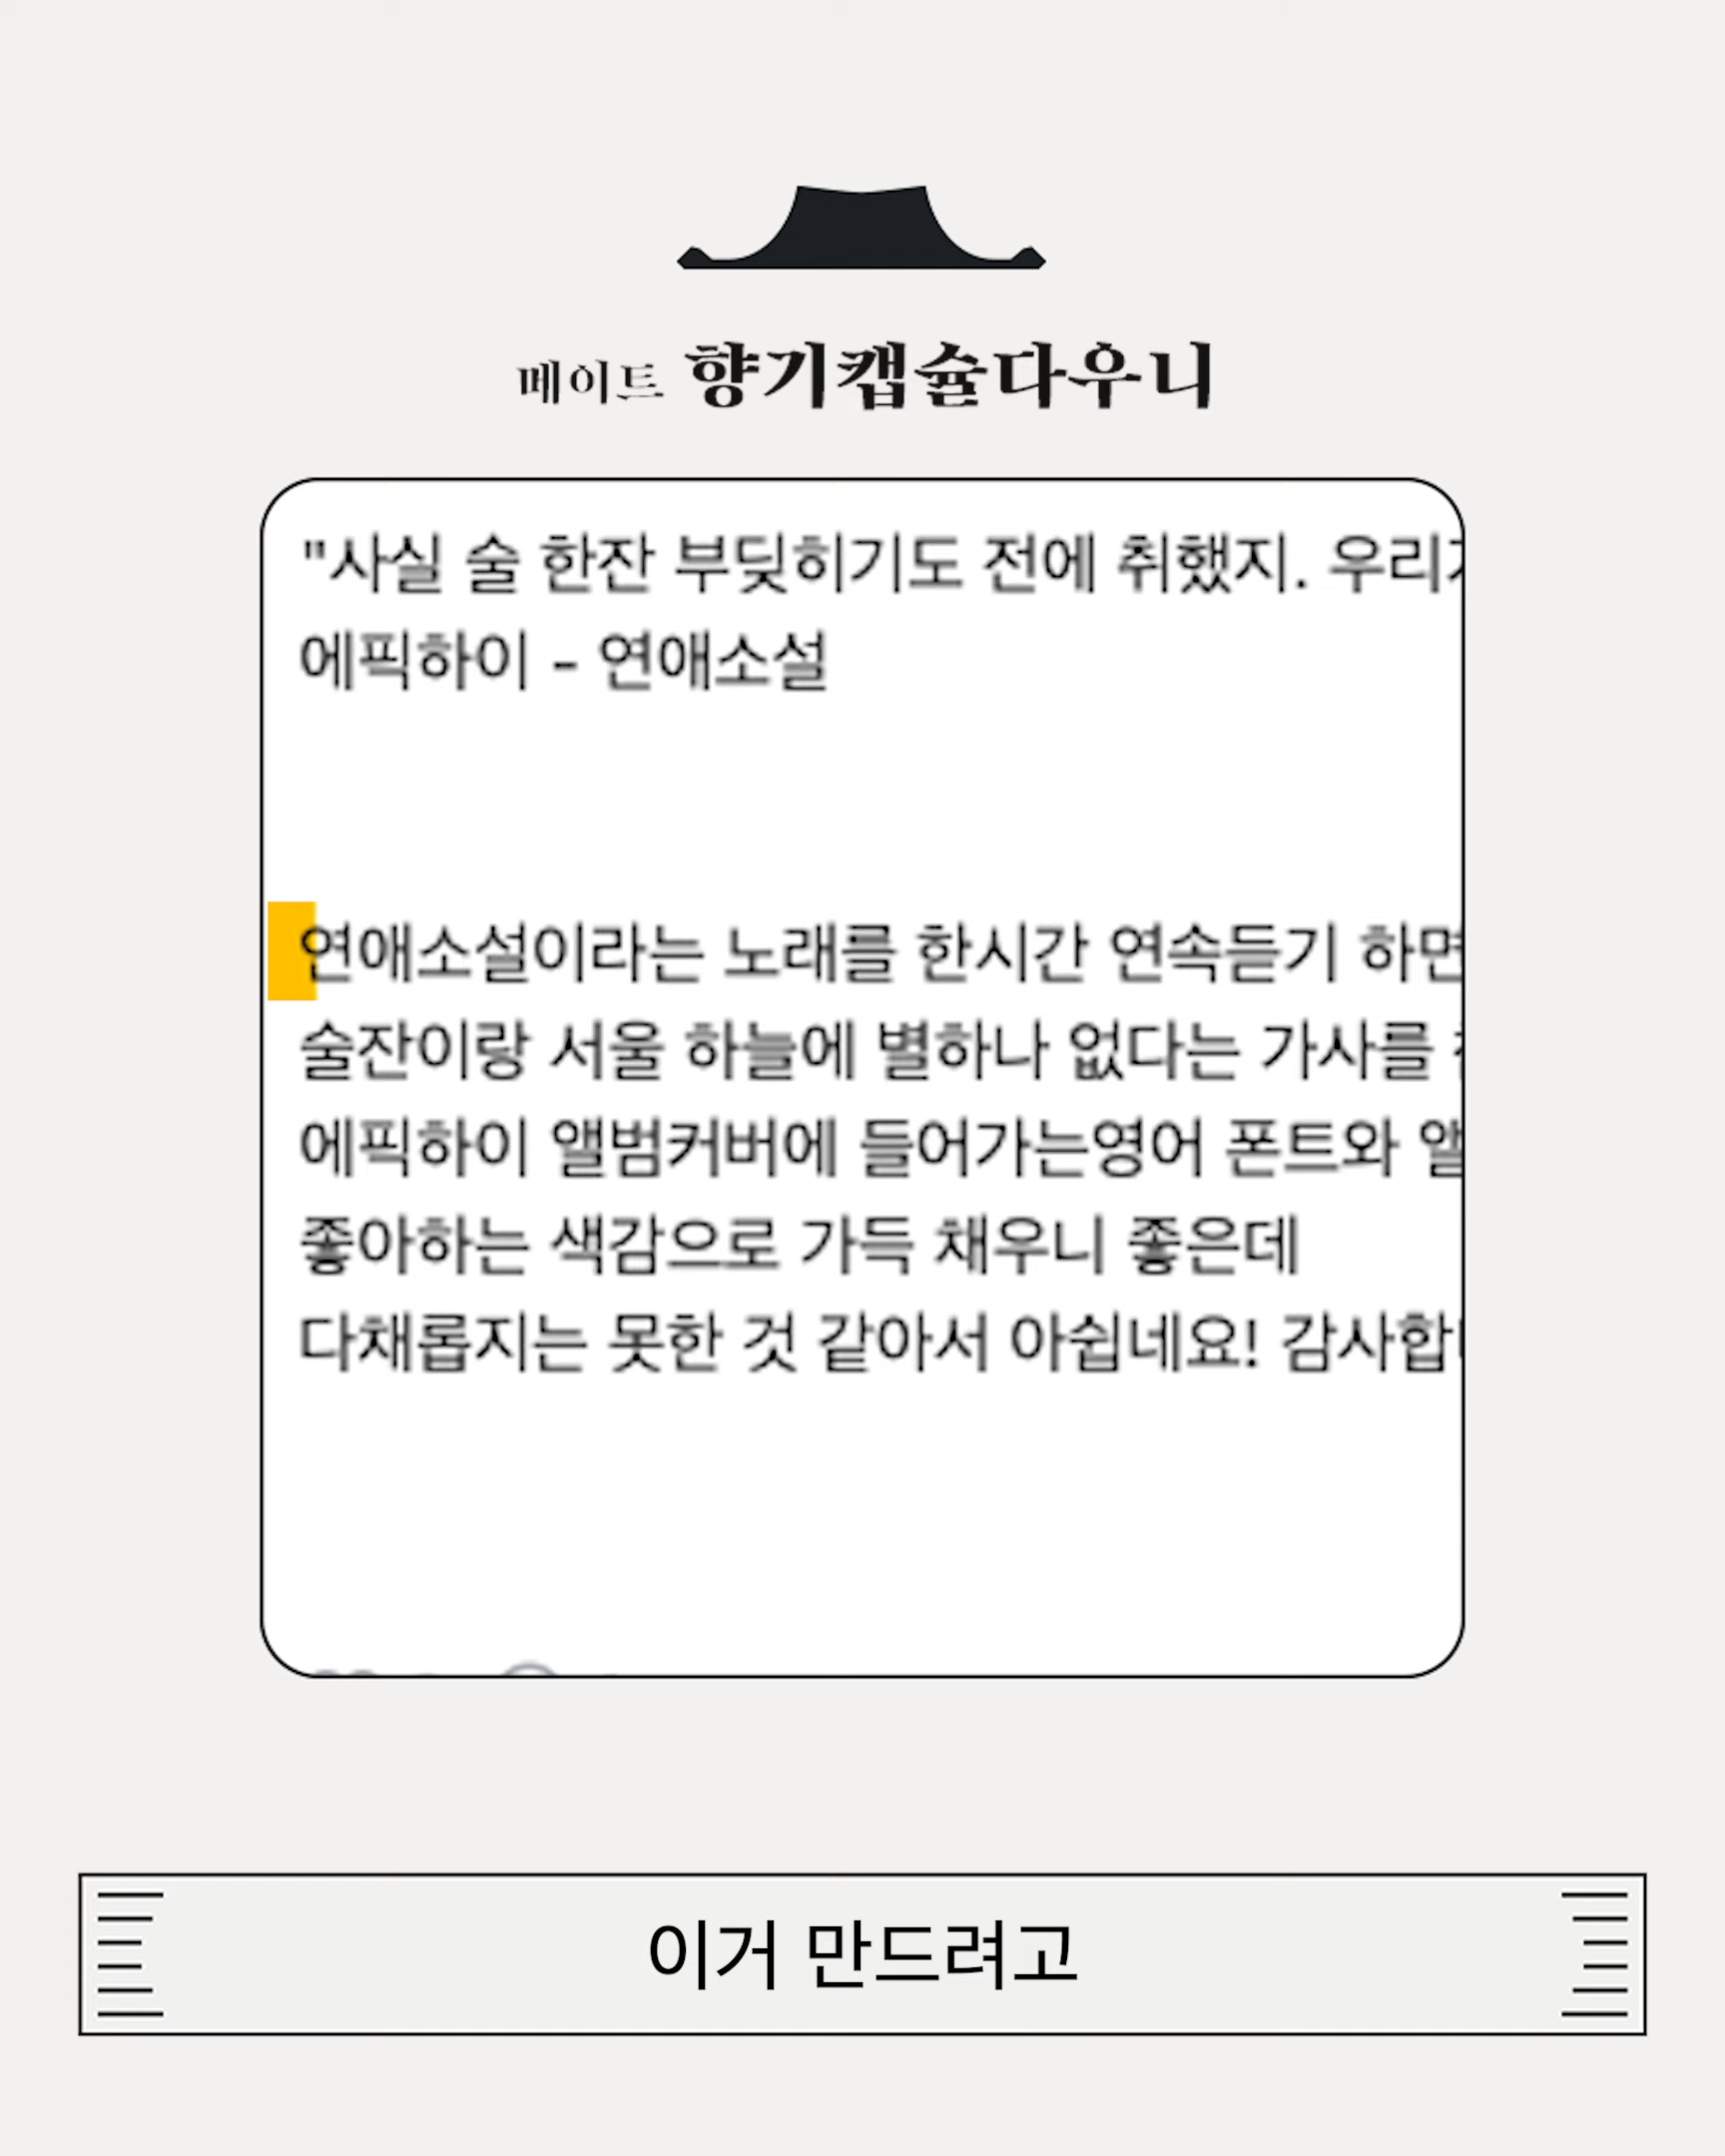 메이트 향기캡슐다우니
"사실 술 한잔 부딪히기도 전에 취했지. 우리
에픽하이 - 연애소설
연애소설이라는 노래를 한시간 연속듣기 하면
술잔이랑 서울 하늘에 별하나 없다는 가사를
에픽하이 앨범커버에 들어가는영어 폰트와
좋아하는 색감으로 가득 채우니 좋은데
다채롭지는 못한 것 같아서 아쉽네요! 감사합
이거 만드려고